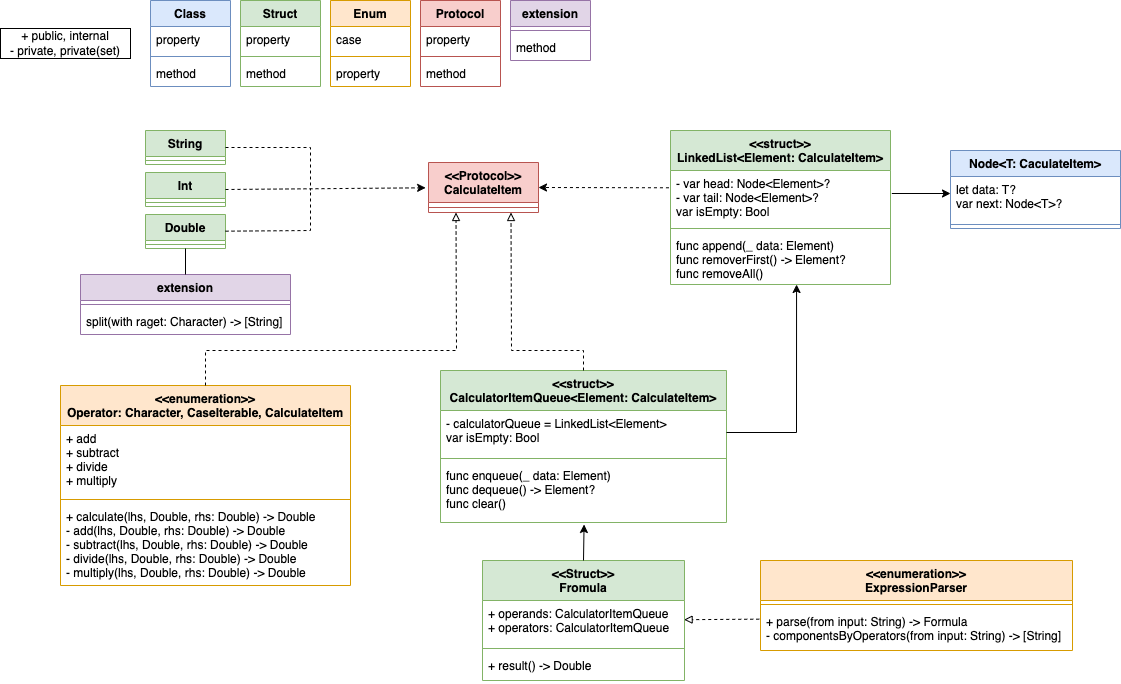 + public, internal
- private, private(set)
Class
property
method
Struct
property
method
Enum
case
property
Protocol
property
method
extension
method
String
Int
Double
extension
split(with raget: Character) -> [String]
<<Protocol>>
CalculateItem
<<struct>>
LinkedList<Element: CalculateItem>
- var head: Node<Element>?
- var tail: Node<Element>?
var isEmpty: Bool
func append(_ data: Element)
func removerFirst() -> Element?
func removeAll()
Node<T: CaculateItem>
let data: T?
var next: Node<T>?
<<enumeration>>
Operator: Character, CaseIterable, CalculateItem
+ add
+ subtract
+ divide
+ multiply
+ calculate(lhs, Double, rhs: Double) -> Double
- add(lhs, Double, rhs: Double) -> Double
- subtract(lhs, Double, rhs: Double) -> Double
- divide(lhs, Double, rhs: Double) -> Double
- multiply(lhs, Double, rhs: Double) -> Double
<<struct>>
CalculatorItemQueue<Element: CalculateItem>
- calculatorQueue = LinkedList<Element>
var isEmpty: Bool
func enqueue(_ data: Element)
func dequeue() -> Element?
func clear()
<<Struct>>
Fromula
+ operands: CalculatorItemQueue
+ operators: CalculatorItemQueue
+ result() -> Double
<<enumeration>>
ExpressionParser
+ parse(from input: String) -> Formula
- componentsByOperators(from input: String) -> [String]